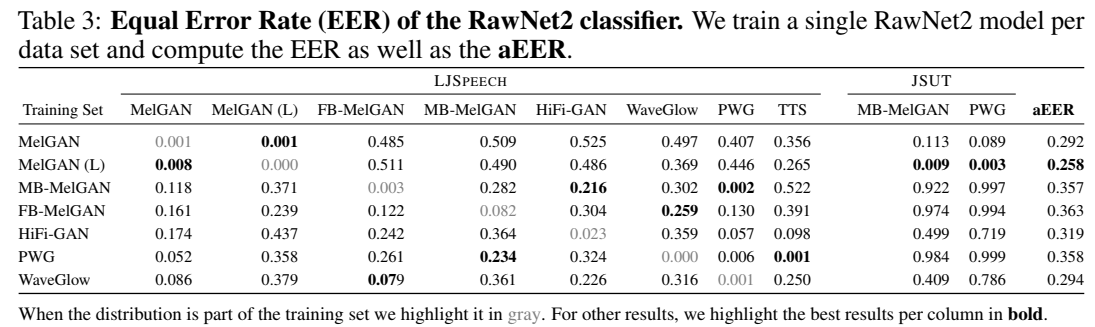 Table 3: Equal Error Rate (EER) of the RawNet2 classifier. We train a single RawNet2 model per
data set and compute the EER as well as the aEER.
LJSPEECH JSUT
Training Set MelGAN MelGAN (L) FB-MelGAN MB-MelGAN HiFi-GAN WaveGlow PWG TTS MB-MelGAN PWG aEER
MelGAN 0.001 0.001 0.485 0.509 0.525 0.497 0.407 0.356 0.113 0.089 0.292
MelGAN (L) 0.008 0.000 0.511 0.490 0.486 0.369 0.446 0.265 0.009 0.003 0.258
MB-MelGAN 0.118 0.371 0.003 0.282 0.216 0.302 0.002 0.522 0.922 0.997 0.357
FB-MelGAN 0.161 0.239 0.122 0.082 0.304 0.259 0.130 0.391 0.974 0.994 0.363
HiFi-GAN 0.174 0.437 0.242 0.364 0.023 0.359 0.057 0.098 0.499 0.719 0.319
PWG 0.052 0.358 0.261 0.234 0.324 0.000 0.006 0.001 0.984 0.999 0.358
WaveGlow 0.086 0.379 0.079 0.361 0.226 0.316 0.001 0.250 0.409 0.786 0.294
When the distribution is part of the training set we highlight it in gray. For other results, we highlight the best results per column in bold.